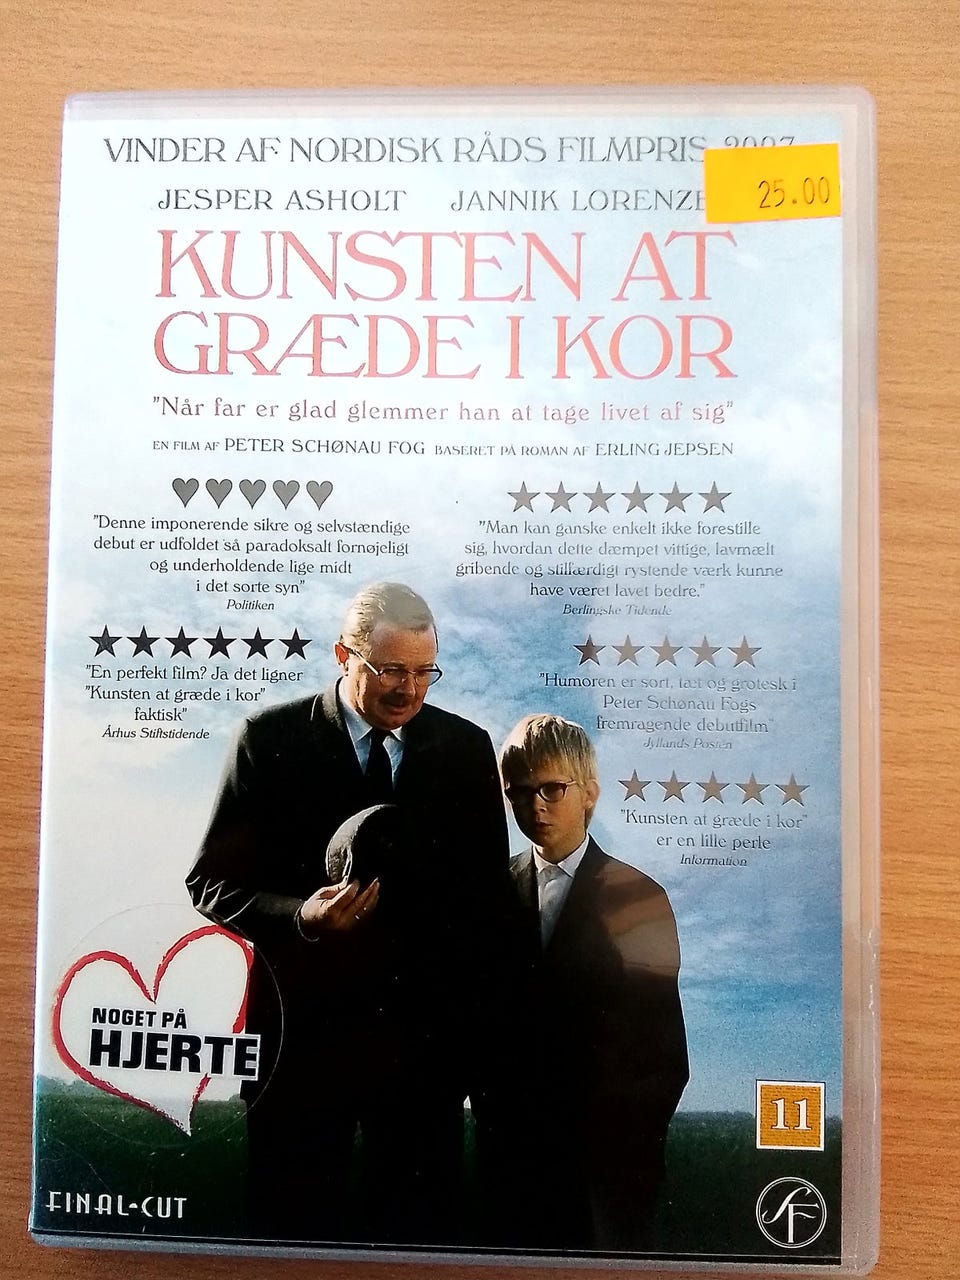 VINDER AF NORDISK RÅDS FILMPRIS 2007
25.00
JESPER ASHOLT JANNIK LORENZE
KUNSTEN AT
GRÆDE I KOR
"Når far er glad glemmer han at tage livet af sig"
EN FILM AF PETER SCHØNAU FOG BASERET PÅ ROMAN AF ERLING JEPSEN
"Denne imponerende sikre og selvstændige
debut er udfoldet så paradoksalt fornøjeligt
og underholdende lige midt
i det sorte syn"
Politiken
"Man kan ganske enkelt ikke forestille
sig, hvordan dette dæmpet vittige, lavmælt
gribende og stilfærdigt rystende værk kunne
have været lavet bedre."
Berlingske Tidende
"En perfekt film? Ja det ligner
"Kunsten at græde i kor"
faktisk"
Århus Stiftstidende
"Humoren er sort, tæt og grotesk i
Peter Schønau Fogs
fremragende debutfilm"
Jyllands Posten
"Kunsten at græde i kor"
er en lille perle
Information
NOGET PÅ
HJERTE
11
FINAL-CUT
SF